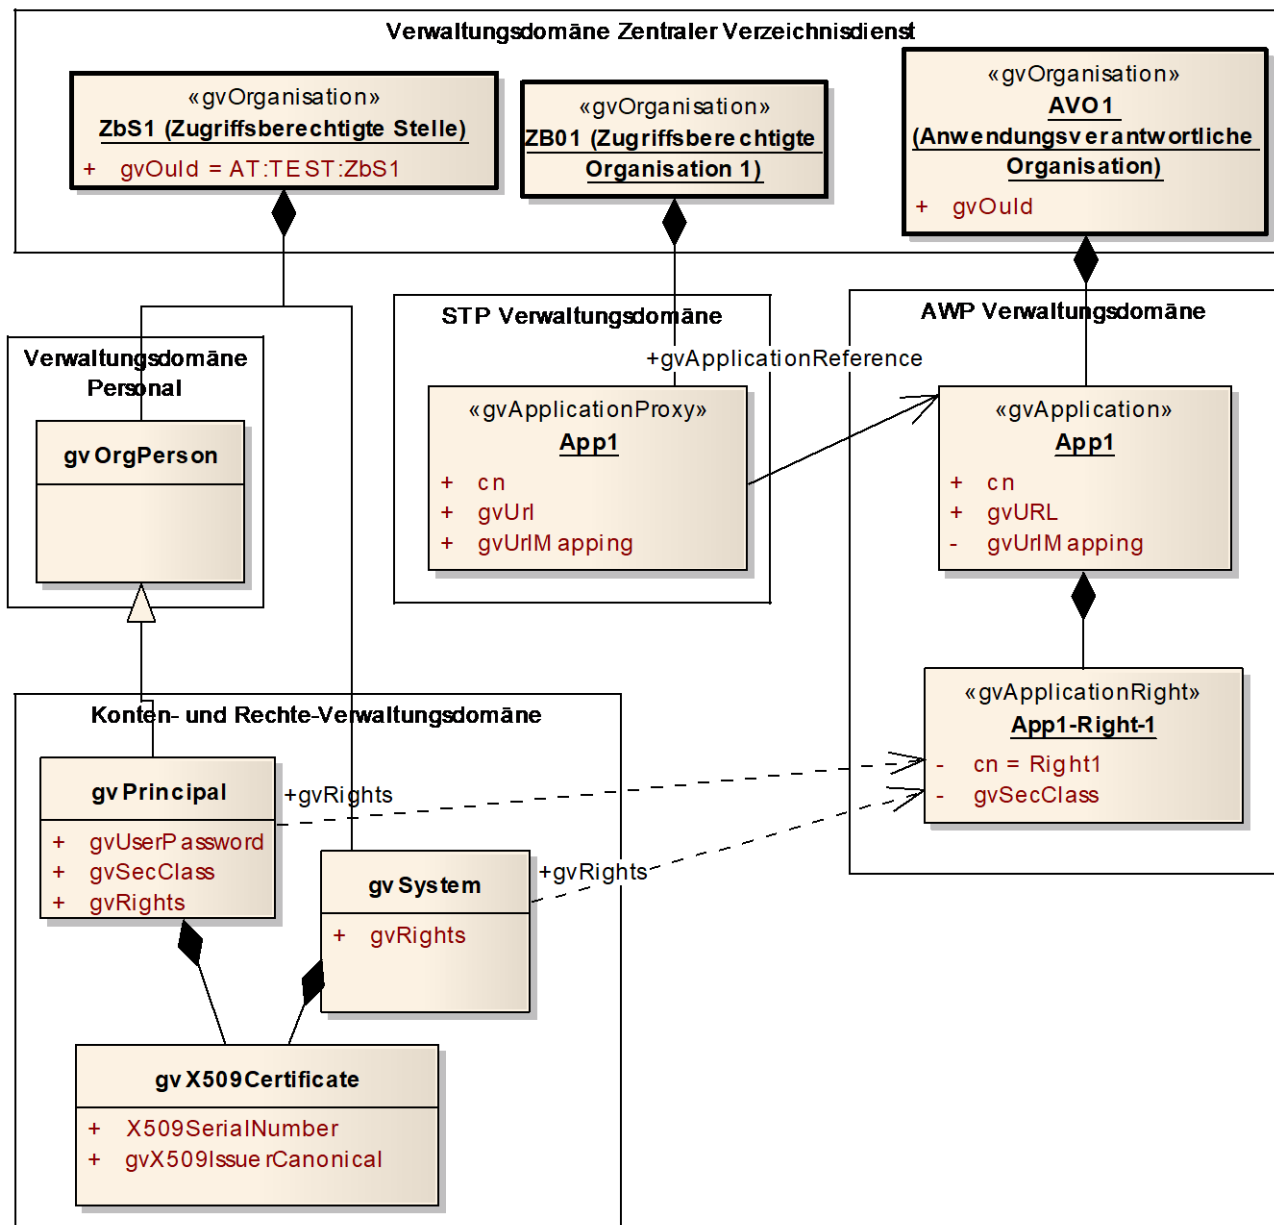 Verwaltungsdomäne Zentraler Verzeichnisdienst
«gvOrganisation»
ZbS1 (Zugriffsberechtigte Stelle)
+ gvOuId = AT:TEST:ZbS1
«gvOrganisation»
ZB01 (Zugriffsberechtigte
Organisation 1)
«gvOrganisation»
AVO1
(Anwendungsverantwortliche
Organisation)
+ gvOuId
Verwaltungsdomäne
Personal
gvOrgPerson
STP Verwaltungsdomäne
+gvApplicationReference
«gvApplicationProxy»
App1
+ cn
+ gvUrl
+ gvUrlMapping
AWP Verwaltungsdomäne
«gvApplication»
App1
+ cn
+ gvURL
- gvUrlMapping
«gvApplicationRight»
App1-Right-1
- cn = Right1
- gvSecClass
Konten- und Rechte-Verwaltungsdomäne
gvPrincipal
+ gvUserPassword
+ gvSecClass
+ gvRights
+gvRights
gvSystem
+ gvRights
+gvRights
gvX509Certificate
+ X509SerialNumber
+ gvX509IssuerCanonical